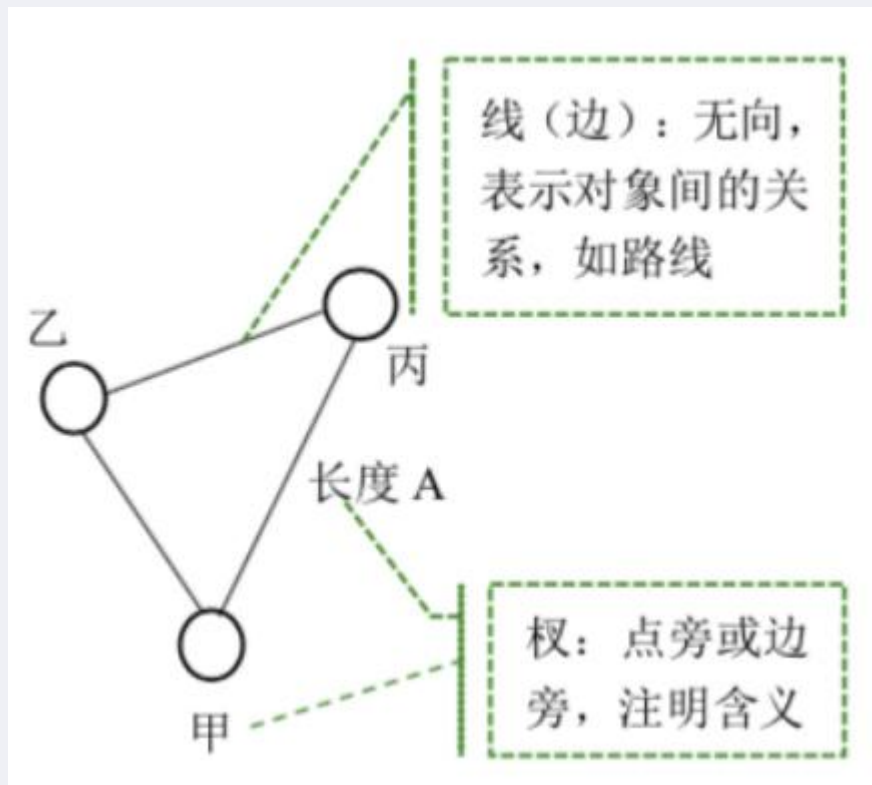 线（边）：无向，
表示对象间的关
系，如路线
乙
丙
长度 A
杈：点旁或边
旁，注明含义
甲